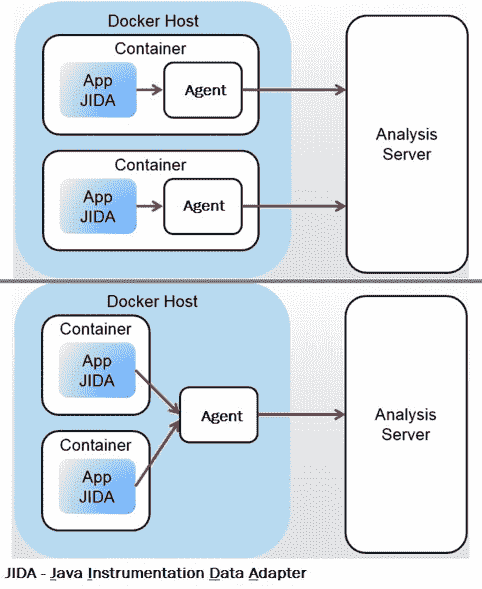 Docker Host
Container
App
JIDA
Agent
Container
App
JIDA
Agent
Analysis
Server
Docker Host
Container
App
JIDA
Container
App
JIDA
Agent
Analysis
Server
JIDA - Java Instrumentation Data Adapter